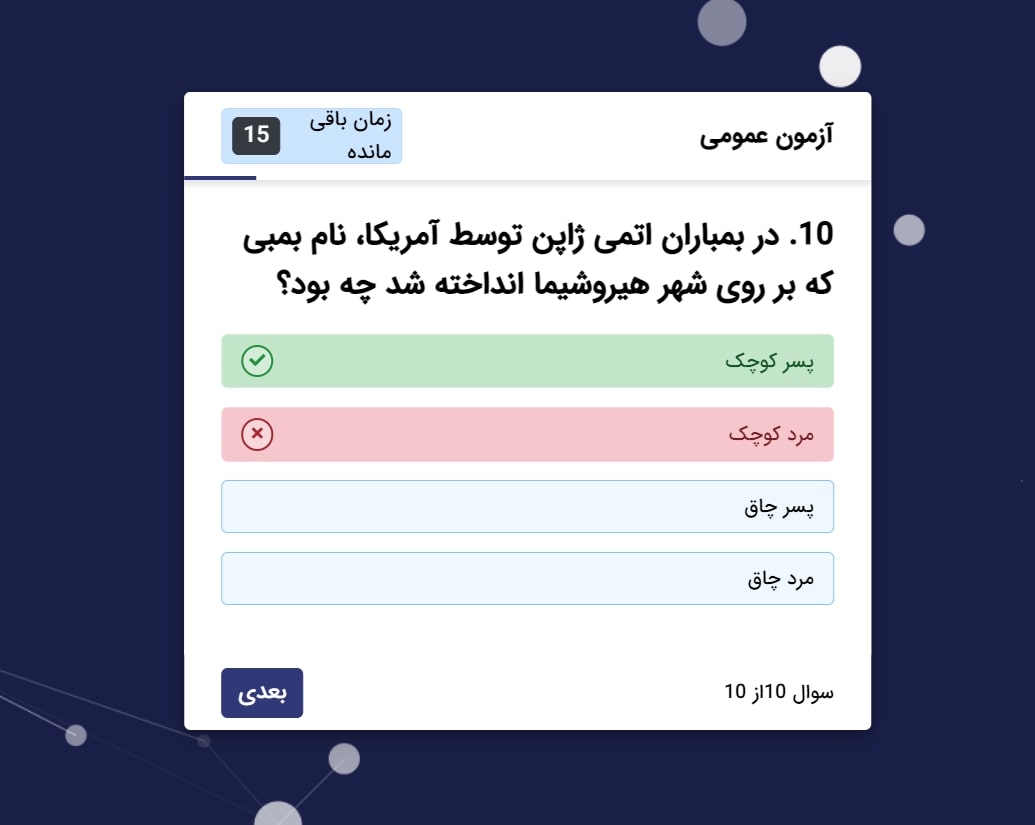 آزمون عمومی
زمان باقی
مانده
15
10. در بمباران اتمی ژاپن توسط آمریکا، نام بمبی
که بر روی شهر هیروشیما انداخته شد چه بود؟
پسر کوچک
مرد کوچک
پسر چاق
مرد چاق
سوال 10از 10
بعدی